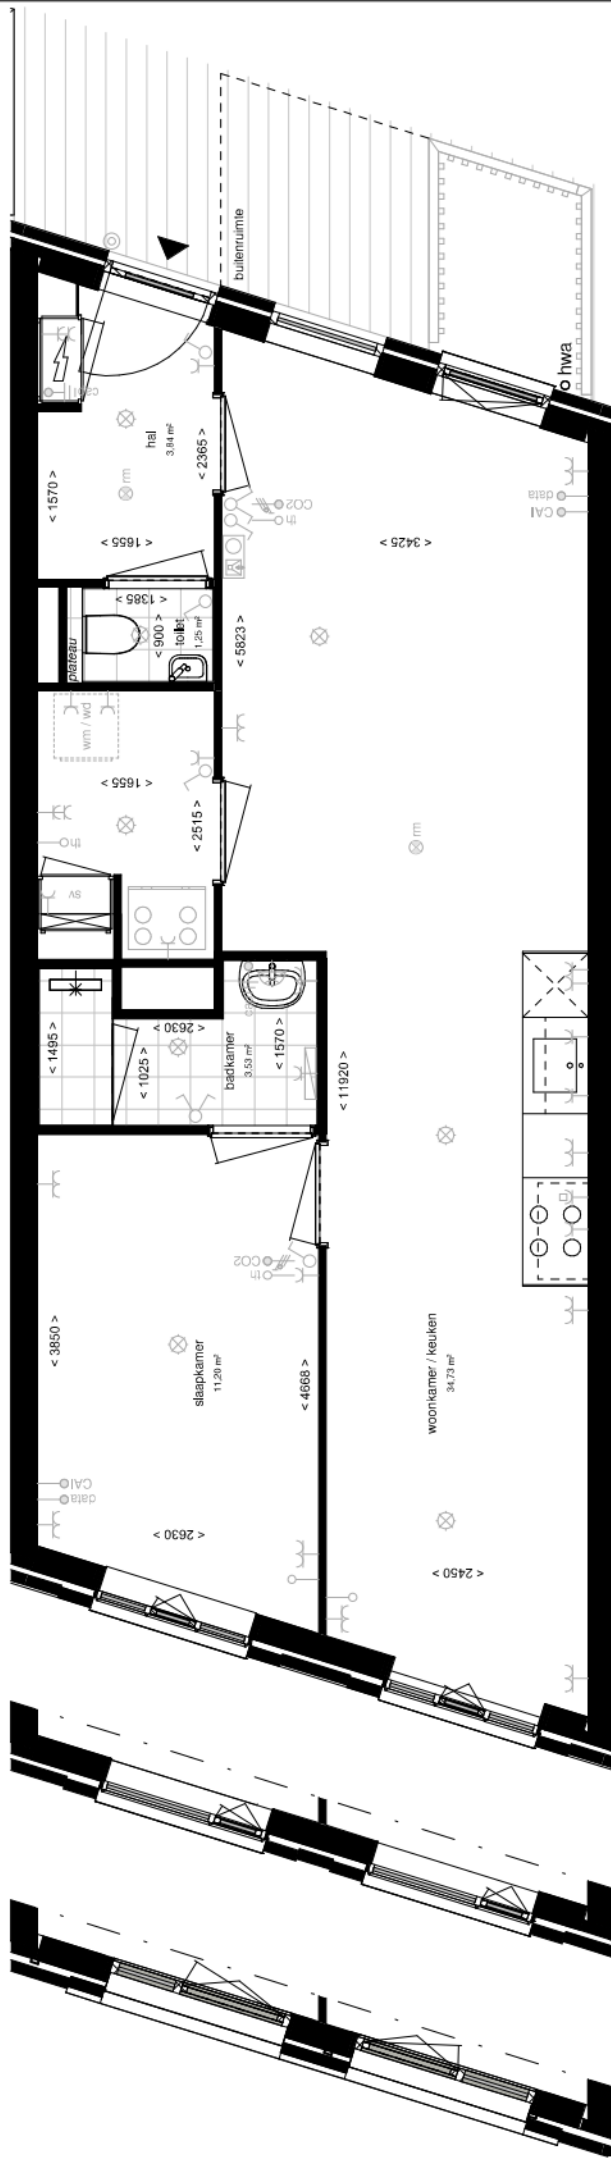 buitenruimte
hwa
hal
3,84 m²
< 1570 >
< 2365 >
< 1655 >
rm
CO2
th
data
CAI
< 3425 >
plateau
< 1385 >
< 900 >
toilet
1,25 m²
< 5823 >
wm / wd
< 1655 >
< 2515 >
th
sv
rm
< 1495 >
< 2630 >
< 1025 >
badkamer
3,53 m²
< 1570 >
< 11920 >
CO2
th
< 3850 >
slaapkamer
11,20 m²
< 4668 >
woonkamer / keuken
34,73 m²
CAI
data
< 2630 >
< 2450 >